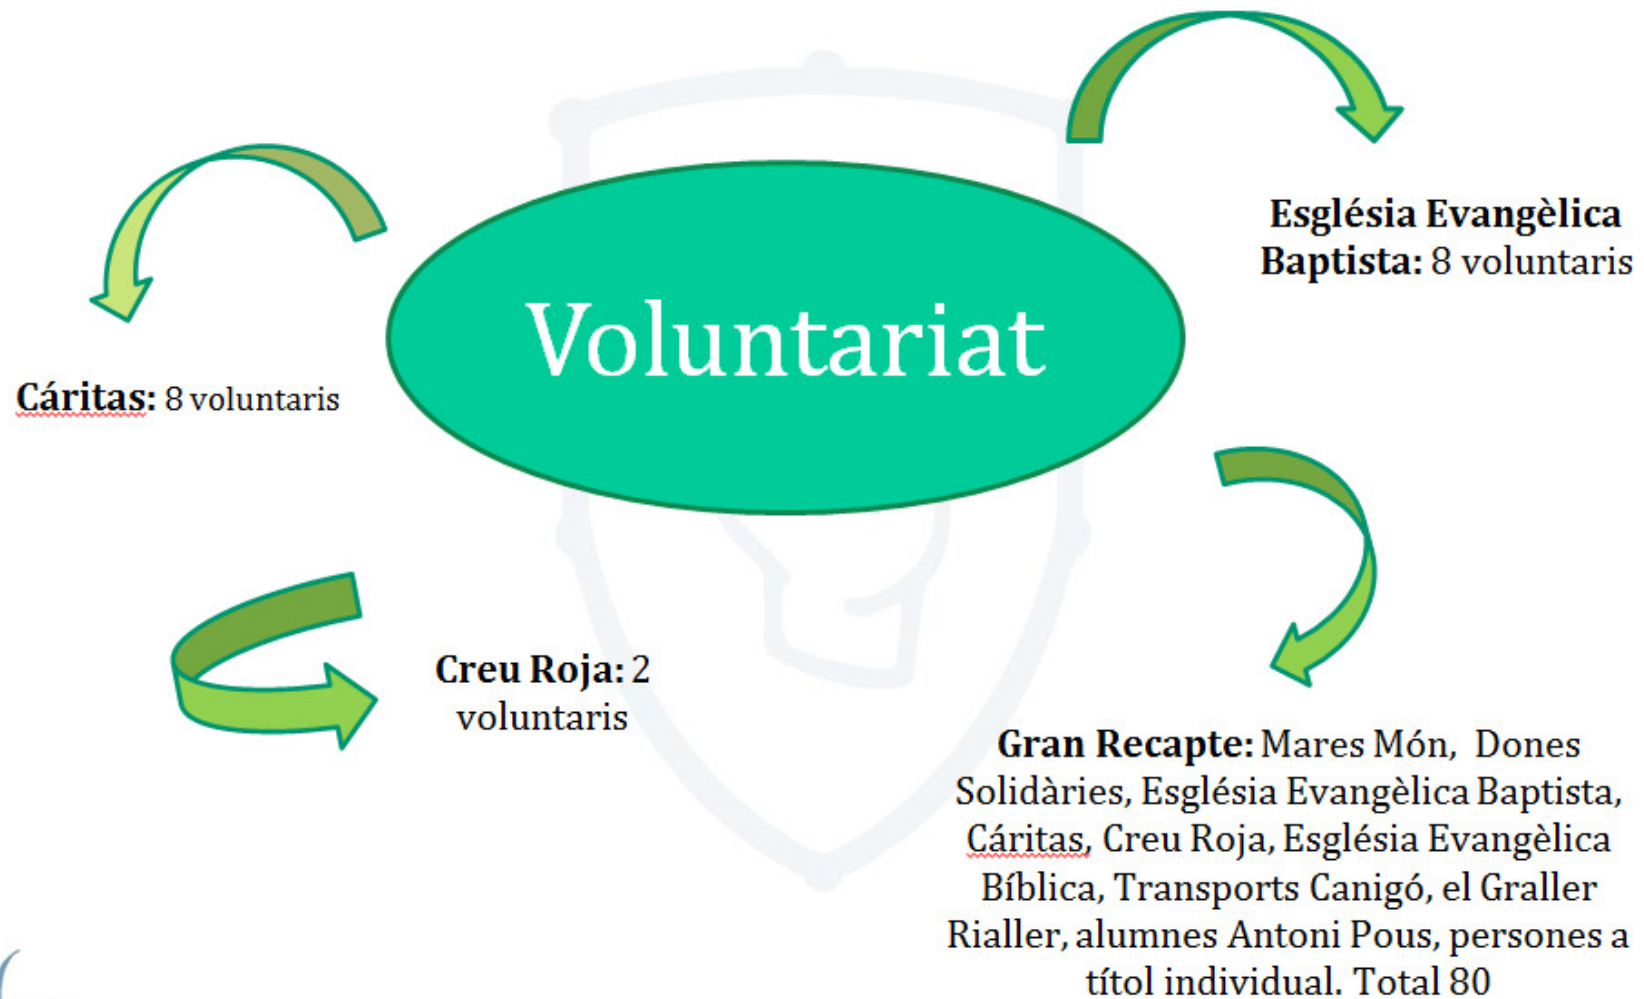 Església Evangèlica
Baptista: 8 voluntaris
Voluntariat
Cáritas: 8 voluntaris
Creu Roja: 2
voluntaris
Gran Recapte: Mares Món, Dones
Solidàries, Església Evangèlica Baptista,
Cáritas, Creu Roja, Església Evangèlica
Bíblica, Transports Canigó, el Graller
Rialler, alumnes Antoni Pous, persones a
títol individual. Total 80